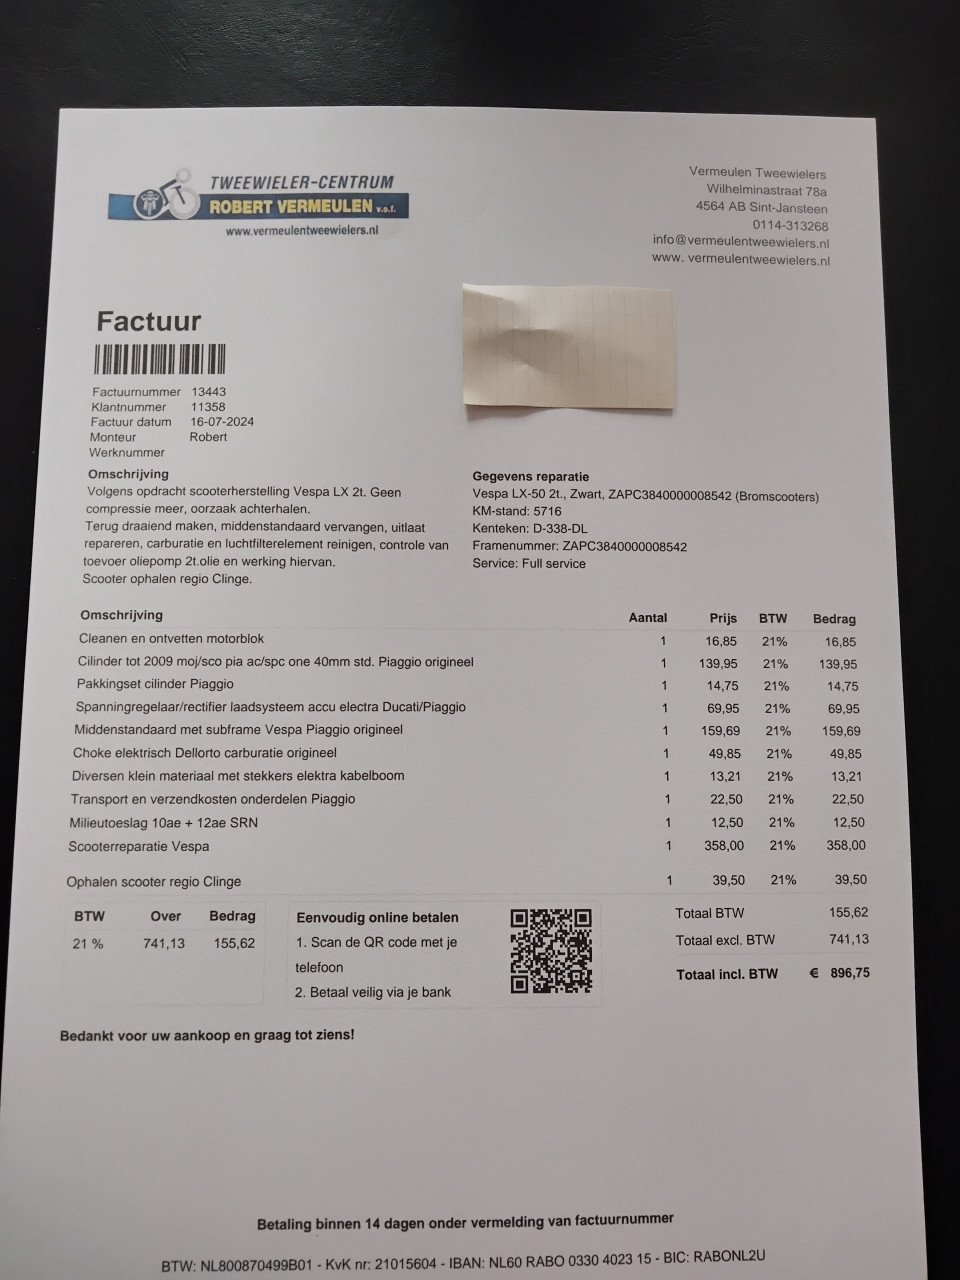 TWEEWIELER-CENTRUM
ROBERT VERMEULEN v.o.f.
www.vermeulentweewielers.nl
Vermeulen Tweewielers
Wilhelminastraat 78a
4564 AB Sint-Jansteen
0114-313268
info@vermeulentweewielers.nl
www. vermeulentweewielers.nl
Factuur
Factuurnummer 13443
Klantnummer 11358
Factuur datum 16-07-2024
Monteur Robert
Werknummer
Omschrijving
Volgens opdracht scooterherstelling Vespa LX 2t. Geen
compressie meer, oorzaak achterhalen.
Terug draaiend maken, middenstandaard vervangen, uitlaat
repareren, carburatie en luchtfilterelement reinigen, controle van
toevoer oliepomp 2t.olie en werking hiervan.
Scooter ophalen regio Clinge.
Gegevens reparatie
Vespa LX-50 2t., Zwart, ZAPC3840000008542 (Bromscooters)
KM-stand: 5716
Kenteken: D-338-DL
Framenummer: ZAPC3840000008542
Service: Full service
Omschrijving Aantal Prijs BTW Bedrag
Cleanen en ontvetten motorblok 1 16,85 21% 16,85
Cilinder tot 2009 moj/sco pia ac/spc one 40mm std. Piaggio origineel 1 139,95 21% 139,95
Pakkingset cilinder Piaggio 1 14,75 21% 14,75
Spanningregelaar/rectifier laadsysteem accu electra Ducati/Piaggio 1 69,95 21% 69,95
Middenstandaard met subframe Vespa Piaggio origineel 1 159,69 21% 159,69
Choke elektrisch Dellorto carburatie origineel 1 49,85 21% 49,85
Diversen klein materiaal met stekkers elektra kabelboom 1 13,21 21% 13,21
Transport en verzendkosten onderdelen Piaggio 1 22,50 21% 22,50
Milieutoeslag 10ae + 12ae SRN 1 12,50 21% 12,50
Scooterreparatie Vespa 1 358,00 21% 358,00
Ophalen scooter regio Clinge 1 39,50 21% 39,50
BTW Over Bedrag
21 % 741,13 155,62
Eenvoudig online betalen
1. Scan de QR code met je
telefoon
2. Betaal veilig via je bank
Totaal BTW 155,62
Totaal excl. BTW 741,13
Totaal incl. BTW € 896,75
Bedankt voor uw aankoop en graag tot ziens!
Betaling binnen 14 dagen onder vermelding van factuurnummer
BTW: NL800870499B01 - KvK nr: 21015604 - IBAN: NL60 RABO 0330 4023 15 - BIC: RABONL2U